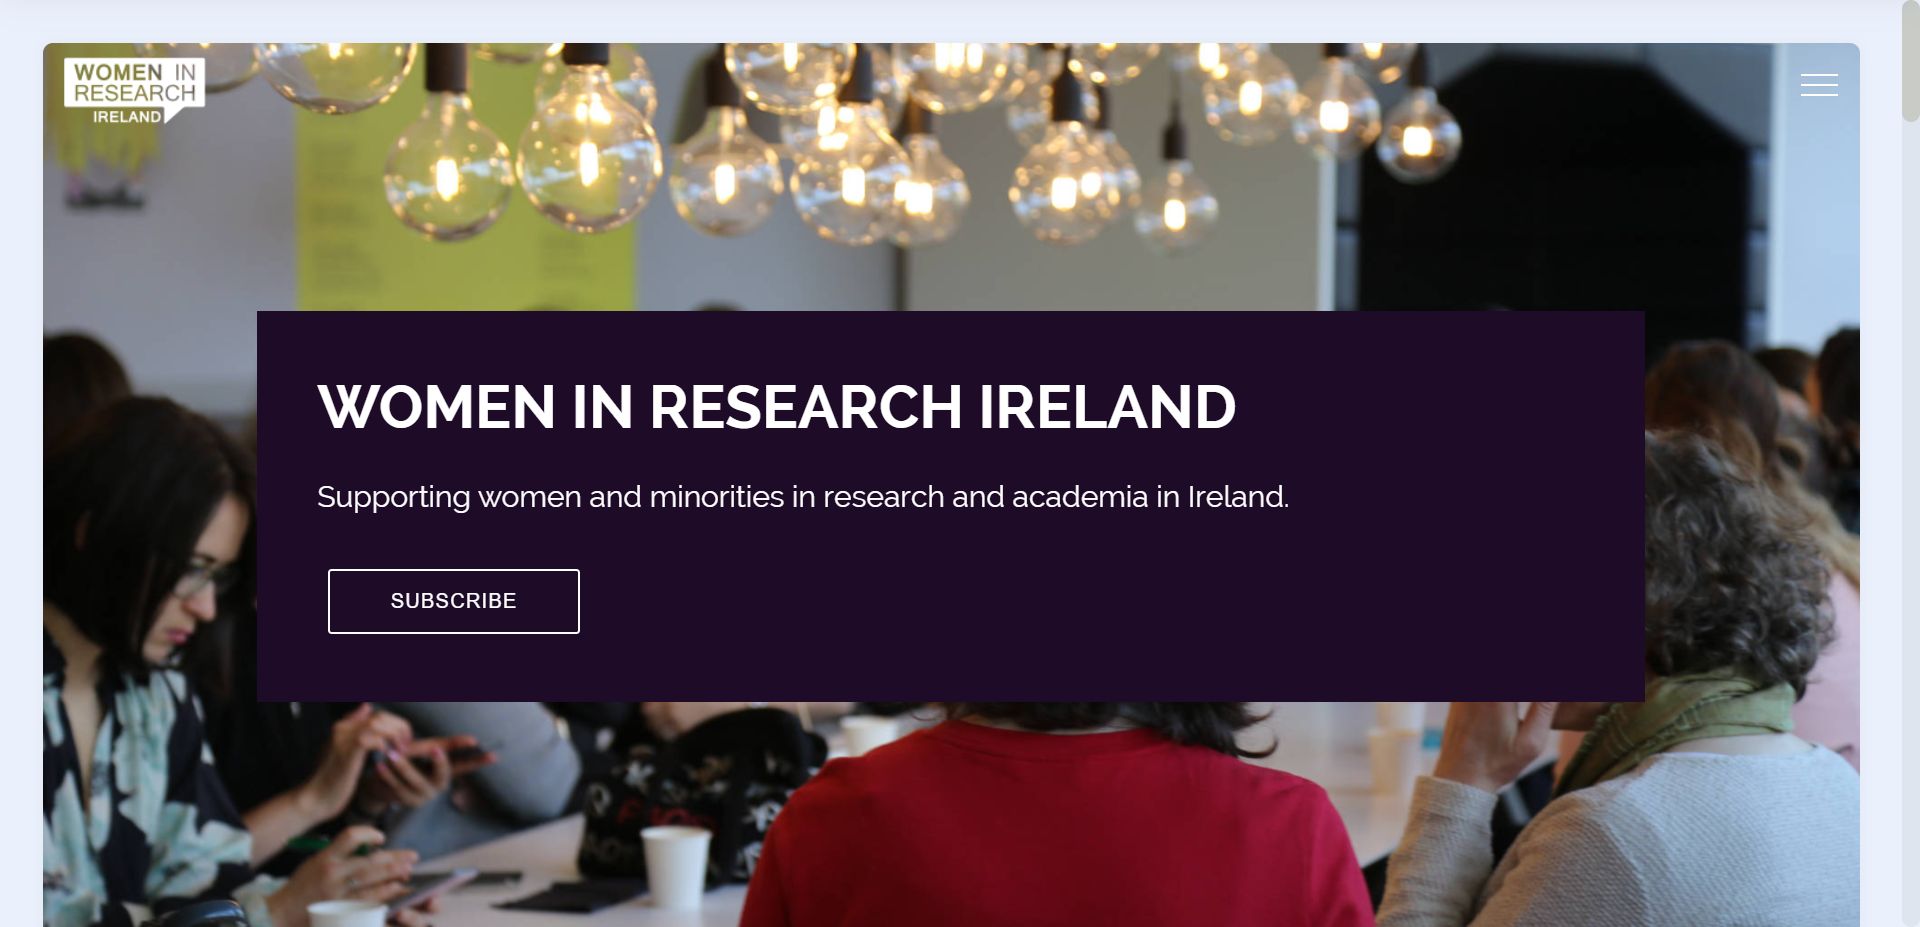 WOMEN IN
RESEARCH
IRELAND
WOMEN IN RESEARCH IRELAND
Supporting women and minorities in research and academia in Ireland.
SUBSCRIBE